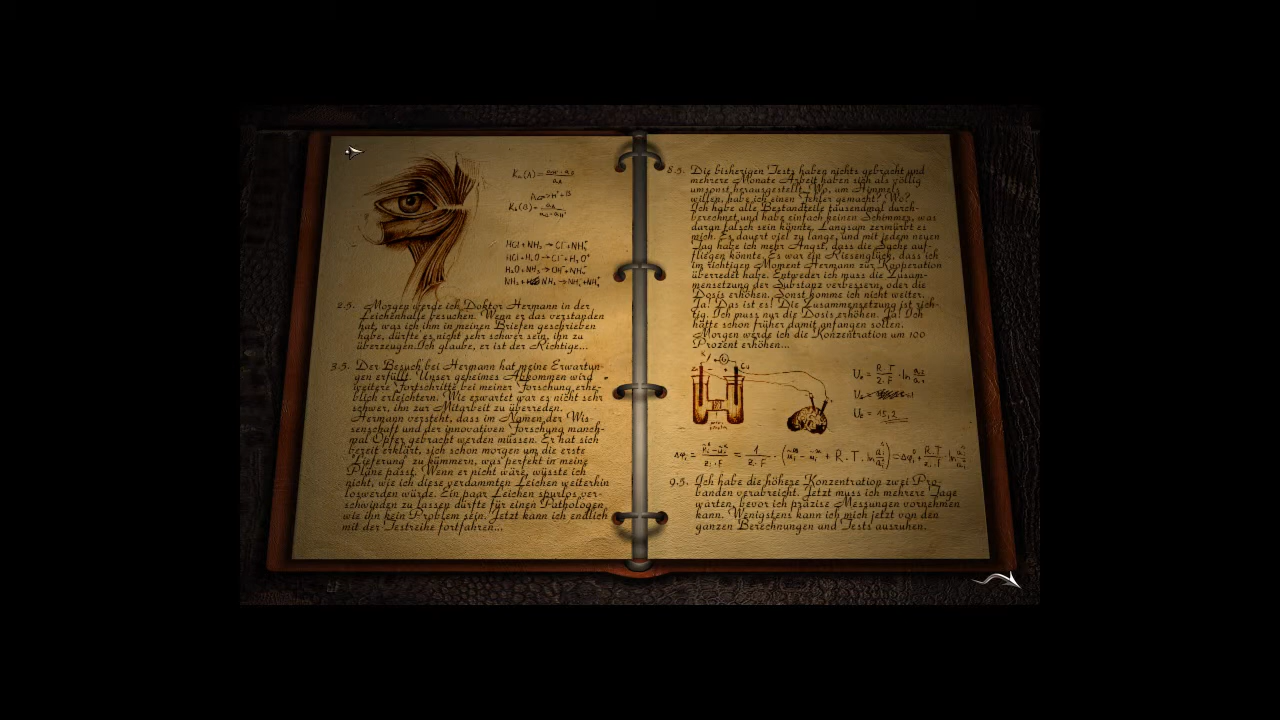 HCl + NH₃ → Cl⁻ + NH₄⁺
HCl + H₂O → Cl⁻ + H₃O⁺
H₂O + NH₃ → OH⁻ + NH₄⁺
2.5. Morgen werde ich Doktor Hermann in der
Leichenhalle besuchen. Wenn er das verstanden
hat, was ich ihm in meinen Briefen geschrieben
habe, dürfte es nicht sehr schwer sein, ihn zu
überzeugen. Ich glaube, er ist der Richtige...
3.5. Der Besuch bei Hermann hat meine Erwartun-
gen erfüllt. Unser geheimes Abkommen wird
weitere Fortschritte bei meiner Forschung erhe-
blich erleichtern. Wie erwartet war es nicht sehr
schwer, ihn zur Mitarbeit zu überreden.
Hermann versteht, dass im Namen der Wis-
senschaft und der innovativen Forschung manch-
mal Opfer gebracht werden müssen. Er hat sich
bereit erklärt, sich schon morgen um die erste
"Lieferung" zu kümmern, was perfekt in meine
Pläne passt. Wenn er nicht wäre, wüsste ich
nicht, wie ich diese verdammten Leichen weiterhin
loswerden würde. Ein paar Leichen spurlos ver-
schwinden zu lassen dürfte für einen Pathologen
wie ihn kein Problem sein. Jetzt kann ich endlich
mit der Testreihe fortfahren...
8.5. Die bisherigen Tests haben nichts gebracht und
mehrere Monate Arbeit haben sich als völlig
umsonst herausgestellt! Wo, um Himmels
willen, habe ich einen Fehler gemacht? Wo?
Ich habe alle Bestandteile tausendmal durch-
berechnet und habe einfach keinen Schimmer, was
daran falsch sein könnte. Langsam zermürbt es
mich. Es dauert viel zu lange, und mit jedem neuen
Tag habe ich mehr Angst, dass die Sache auf-
fliegen könnte. Es war ein Riesenglück, dass ich
im richtigen Moment Hermann zur Kooperation
überredet habe. Entweder ich muss die Zusam-
mensetzung der Substanz verbessern, oder die
Dosis erhöhen. Sonst komme ich nicht weiter.
Ja! Das ist es! Die Zusammensetzung ist rich-
tig. Ich muss nur die Dosis erhöhen. Ja! Ich
hätte schon früher damit anfangen sollen.
Morgen werde ich die Konzentration um 100
Prozent erhöhen...
Cu
9.5. Ich habe die höhere Konzentration zwei Pro-
banden verabreicht. Jetzt muss ich mehrere Tage
warten, bevor ich präzise Messungen vornehmen
kann. Wenigstens kann ich mich jetzt von den
ganzen Berechnungen und Tests ausruhen.